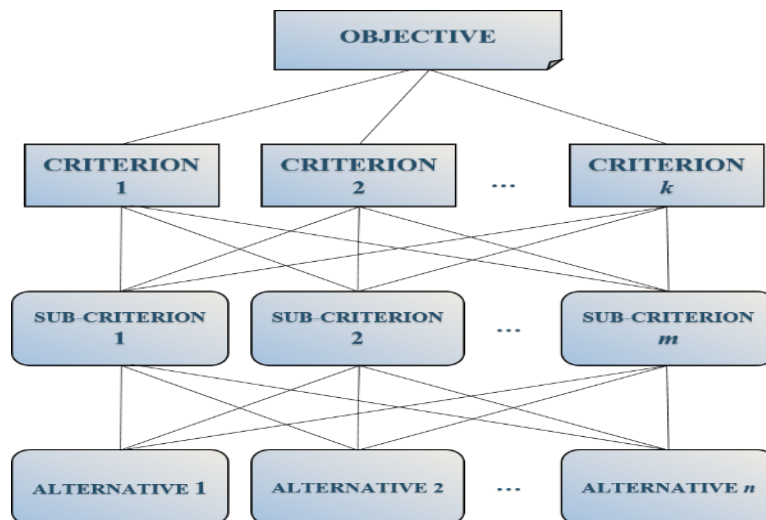 OBJECTIVE
CRITERION
1
CRITERION
2
...
CRITERION
k
SUB-CRITERION
1
SUB-CRITERION
2
...
SUB-CRITERION
m
ALTERNATIVE 1
ALTERNATIVE 2
...
ALTERNATIVE n